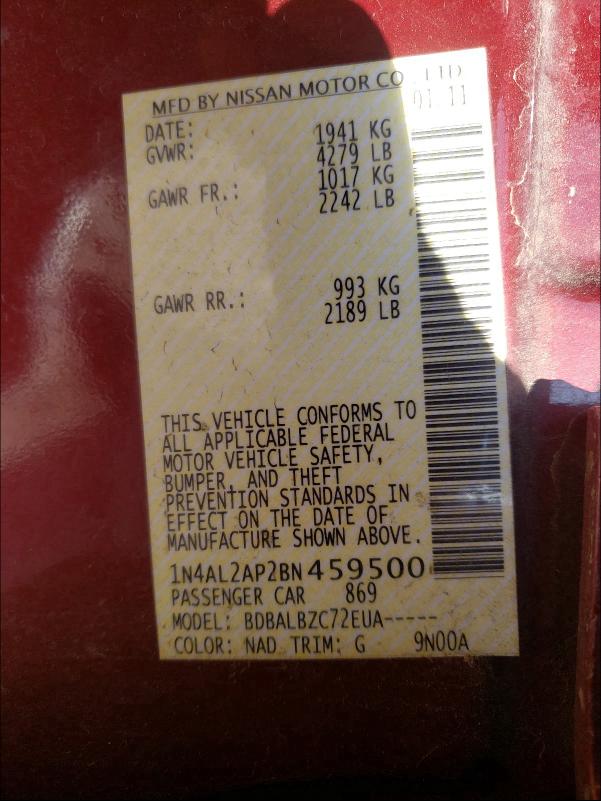 MFD BY NISSAN MOTOR CO., LTD
DATE: 01 11
GVWR: 1941 KG
4279 LB
GAWR FR.: 1017 KG
2242 LB
GAWR RR.: 993 KG
2189 LB
THIS VEHICLE CONFORMS TO
ALL APPLICABLE FEDERAL
MOTOR VEHICLE SAFETY,
BUMPER, AND THEFT
PREVENTION STANDARDS IN
EFFECT ON THE DATE OF
MANUFACTURE SHOWN ABOVE.
1N4AL2AP2BN459500
PASSENGER CAR 869
MODEL: BDBALBZC72EUA-----
COLOR: NAD TRIM: G 9N00A